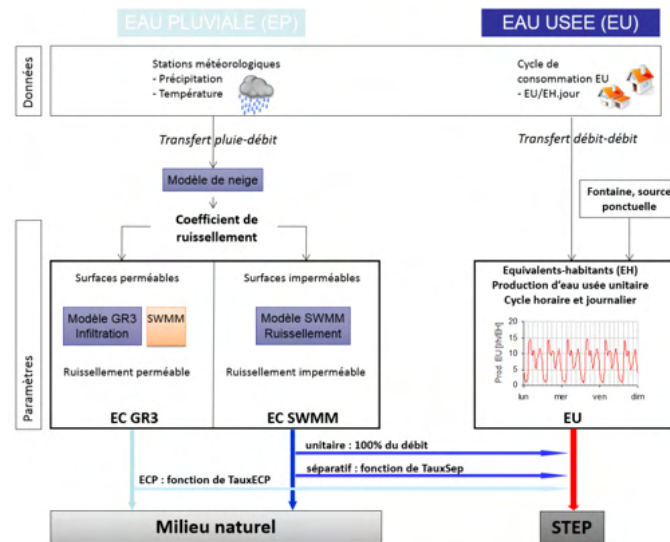 EAU PLUVIALE (EP)
EAU USEE (EU)
Données
Stations météorologiques
- Précipitation
- Température
Cycle de
consommation EU
- EU/EH.jour
Transfert pluie-débit
Transfert débit-débit
Modèle de neige
Fontaine, source
ponctuelle
Coefficient de
ruissellement
Paramètres
Surfaces perméables
Surfaces imperméables
Modèle GR3
Infiltration
SWMM
Modèle SWMM
Ruissellement
Ruissellement perméable
Ruissellement imperméable
EC GR3
EC SWMM
Equivalents-habitants (EH)
Production d'eau usée unitaire
Cycle horaire et journalier
20
15
10
5
0
lun
mer
ven
dim
EU
unitaire : 100% du débit
séparatif : fonction de TauxSep
ECP : fonction de TauxECP
Milieu naturel
STEP